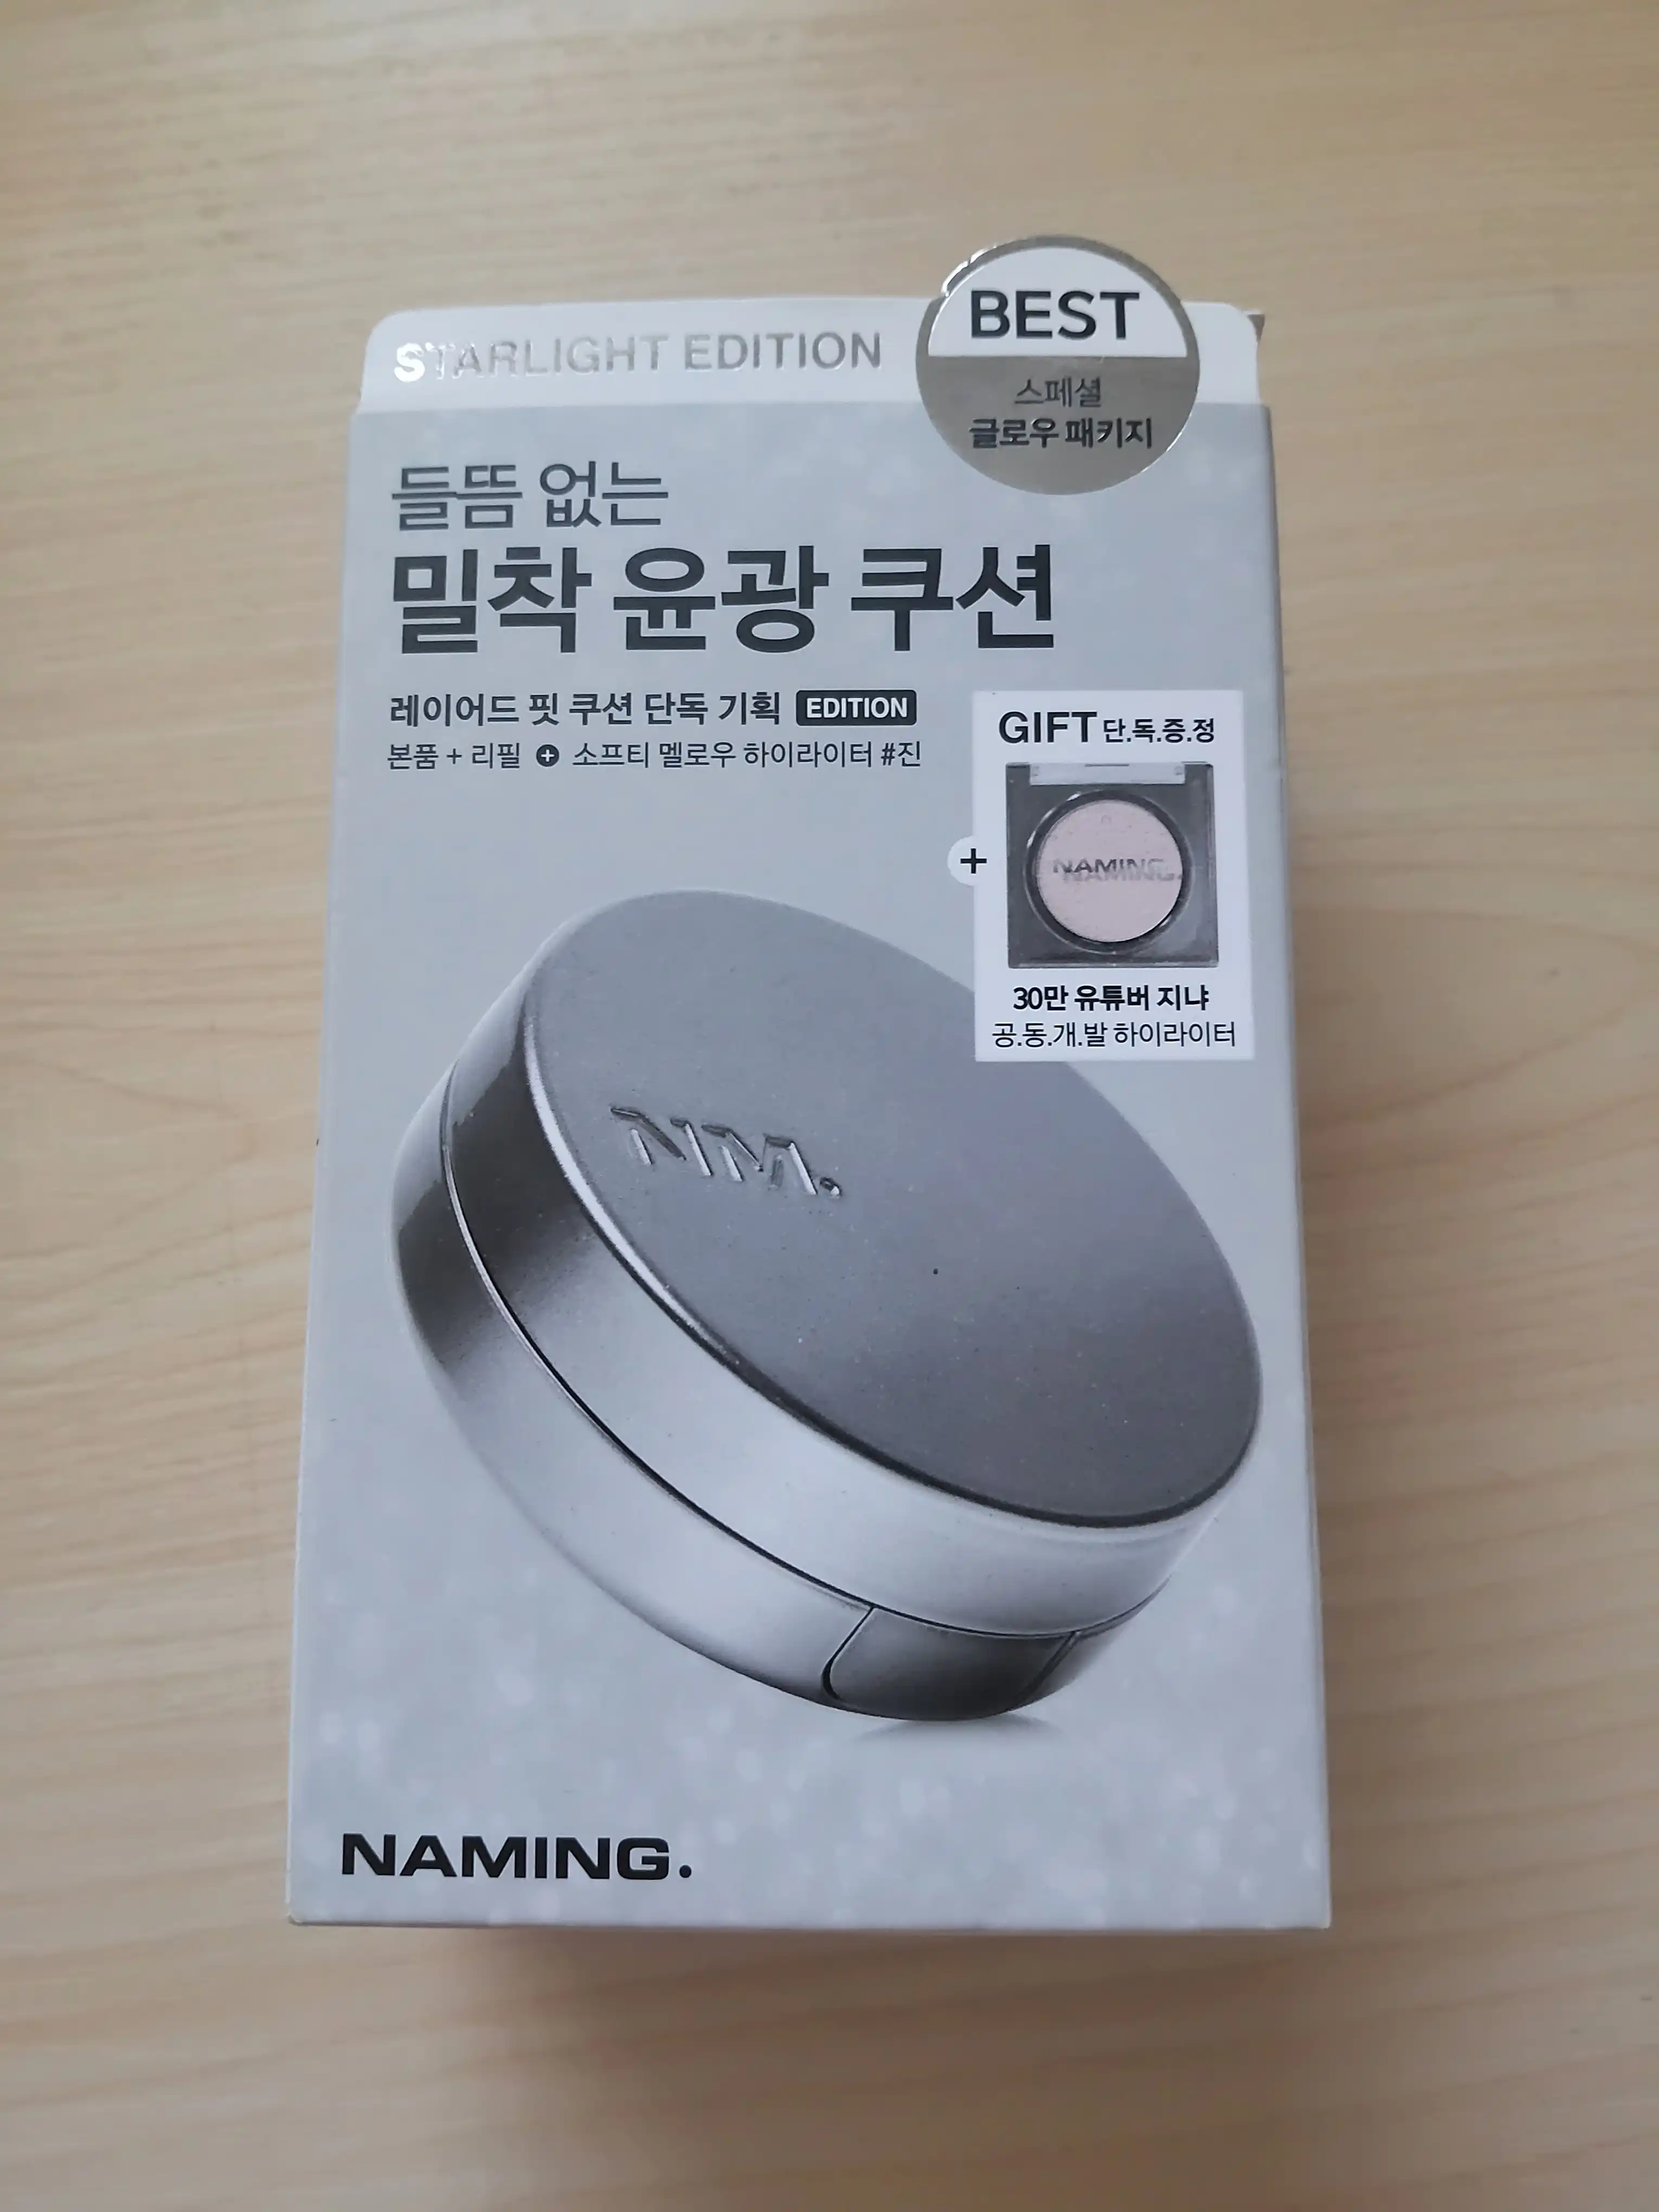 STARLIGHT EDITION
BEST
스페셜
글로우 패키지
들뜸 없는
밀착 윤광 쿠션
레이어드 핏 쿠션 단독 기획 EDITION
본품 + 리필 + 소프티 멜로우 하이라이터 #진
GIFT 단.독.증.정
+
NAMING.
30만 유튜버 지냐
공.동.개.발 하이라이터
NM.
NAMING.